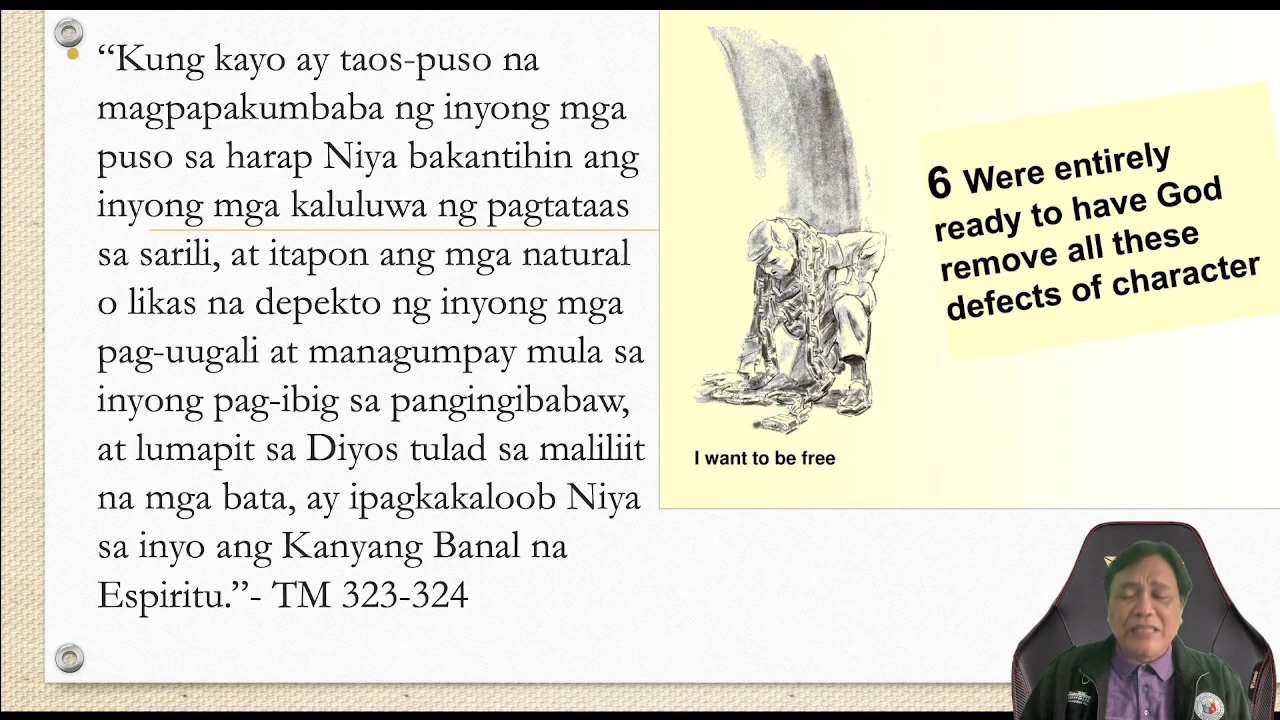 “Kung kayo ay taos-puso na
magpapakumbaba ng inyong mga
puso sa harap Niya bakantihin ang
inyong mga kaluluwa ng pagtataas
sa sarili, at itapon ang mga natural
o likas na depekto ng inyong mga
pag-uugali at managumpay mula sa
inyong pag-ibig sa pangingibabaw,
at lumapit sa Diyos tulad sa maliliit
na mga bata, ay ipagkakaloob Niya
sa inyo ang Kanyang Banal na
Espiritu.”- TM 323-324
6 Were entirely
ready to have God
remove all these
defects of character
I want to be free